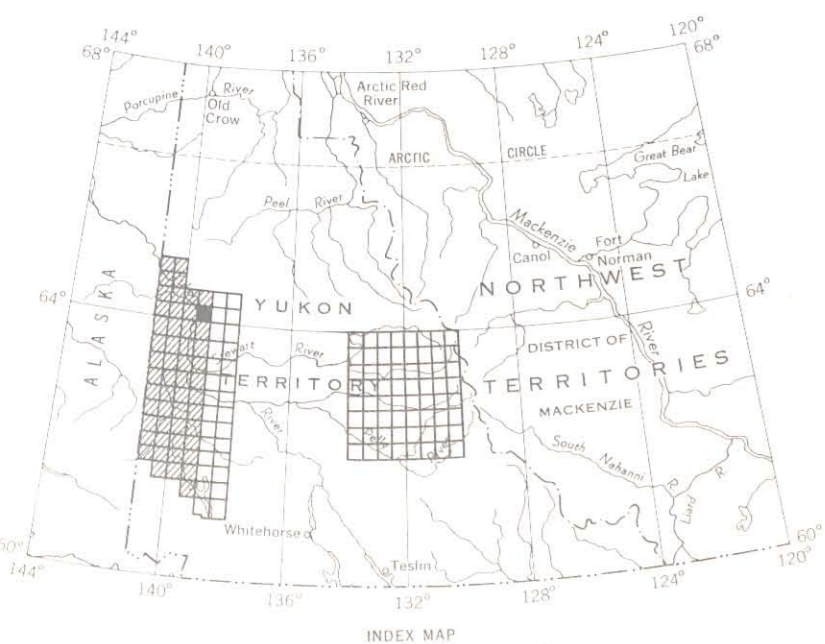 144°
140°
136°
132°
128°
124°
120°
68°
68°
Porcupine River
Old
Crow
Arctic Red
River
ARCTIC CIRCLE
Great Bear
Lake
Peel River
Mackenzie
Canol
Fort
Norman
River
NORTHWEST
64°
64°
ALASKA
YUKON
Stewart River
DISTRICT OF
TERRITORY
TERRITORIES
MACKENZIE
River
Pelly River
South Nahanni R.
Liard R.
Whitehorse
Teslin
60°
144°
140°
136°
132°
128°
124°
120°
INDEX MAP